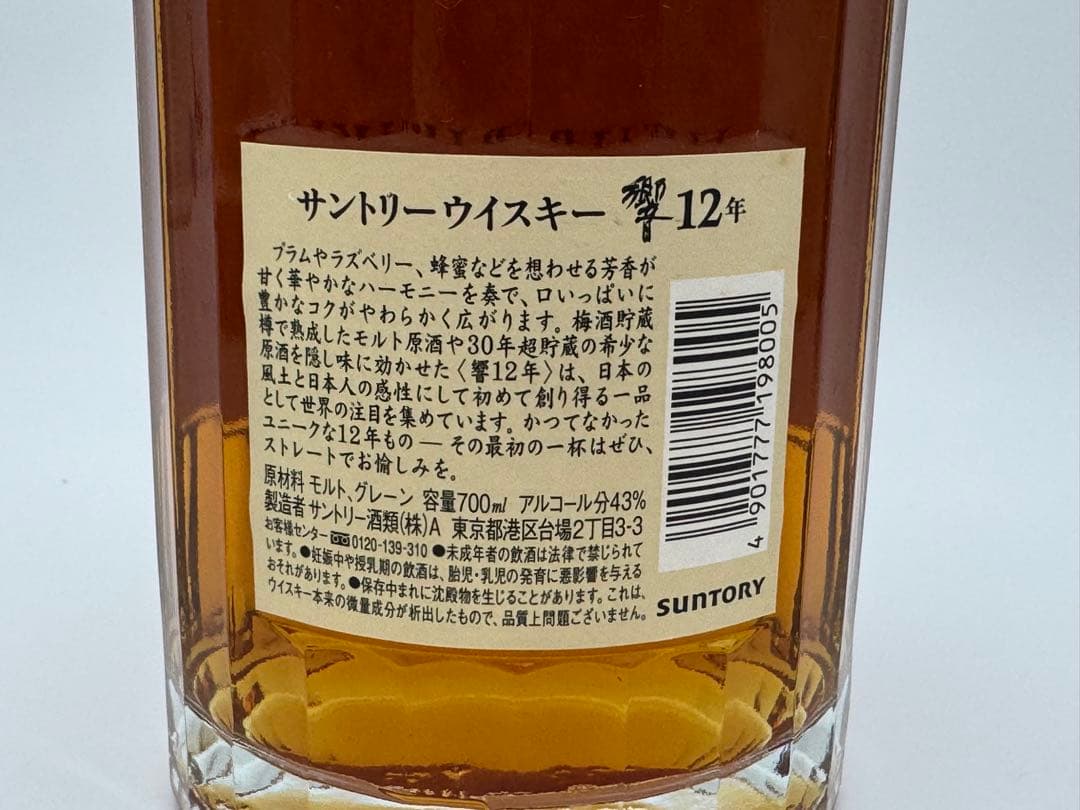 サントリーウイスキー 響 12年
プラムやラズベリー、蜂蜜などを想わせる芳香が
甘く華やかなハーモニーを奏で、口いっぱいに
豊かなコクがやわらかく広がります。梅酒貯蔵
樽で熟成したモルト原酒や30年超貯蔵の希少な
原酒を隠し味に効かせた〈響12年〉は、日本の
風土と日本人の感性にして初めて創り得る一品
として世界の注目を集めています。かつてなかった
ユニークな12年もの ― その最初の一杯はぜひ、
ストレートでお愉しみを。
原材料 モルト、グレーン 容量700ml アルコール分43%
製造者 サントリー酒類(株)A 東京都港区台場2丁目3-3
お客様センター 0120-139-310 ●未成年者の飲酒は法律で禁じられて
います。●妊娠中や授乳期の飲酒は、胎児・乳児の発育に悪影響を与える
おそれがあります。●保存中まれに沈殿物を生じることがあります。これは、
ウイスキー本来の微量成分が析出したもので、品質上問題ございません。
SUNTORY
4 901777 198005